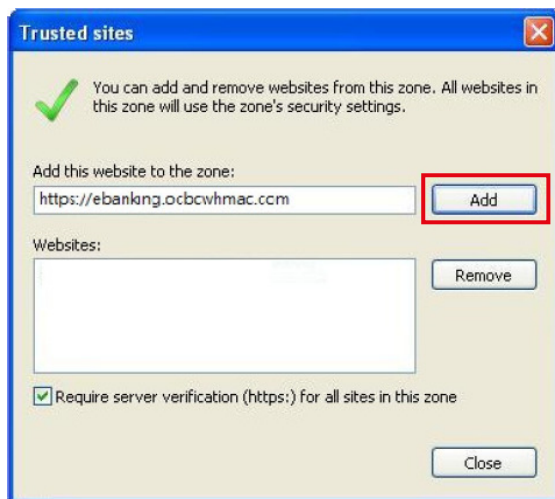 Trusted sites
You can add and remove websites from this zone. All websites in
this zone will use the zone's security settings.
Add this website to the zone:
https://ebanking.ocbcwhmac.com
Add
Websites:
Remove
Require server verification (https:) for all sites in this zone
Close